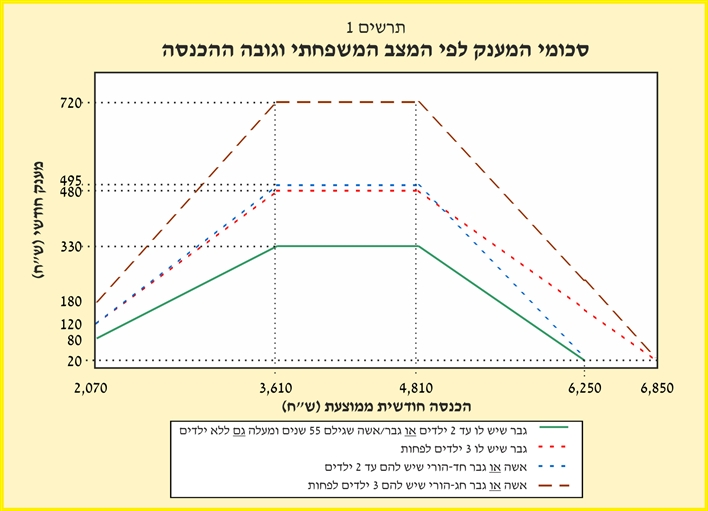 תרשים 1
סכומי המענק לפי המצב המשפחתי וגובה ההכנסה
מענק חודשי (ש״ח)
720
495
480
330
180
120
80
20
2,070 3,610 4,810 6,250 6,850
הכנסה חודשית ממוצעת (ש״ח)
גבר שיש לו עד 2 ילדים או גבר/אשה שגילם 55 שנים ומעלה גם ללא ילדים
גבר שיש לו 3 ילדים לפחות
אשה או גבר חד-הורי שיש להם עד 2 ילדים
אשה או גבר חג-הורי שיש להם 3 ילדים לפחות